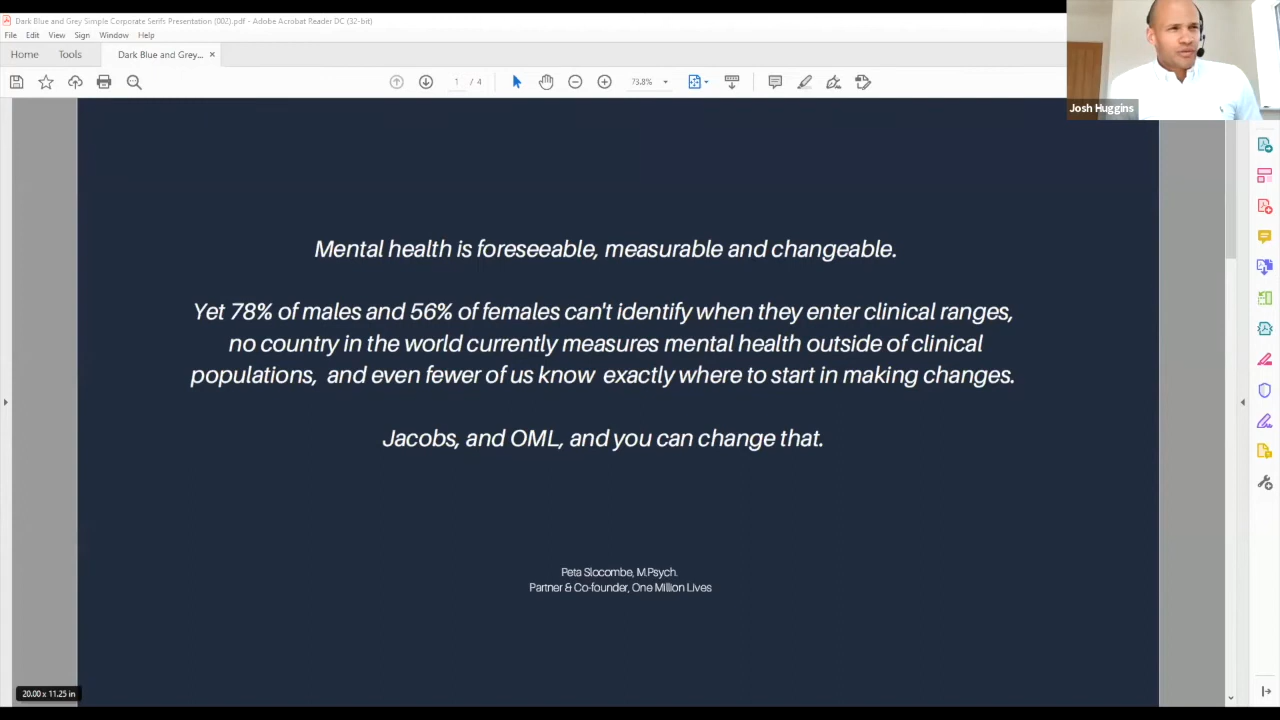 Dark Blue and Grey Simple Corporate Serifs Presentation (002).pdf - Adobe Acrobat Reader DC (32-bit)
File Edit View Sign Window Help
Home Tools Dark Blue and Grey... ×
1 / 4 73.8%
Josh Huggins
Mental health is foreseeable, measurable and changeable.
Yet 78% of males and 56% of females can't identify when they enter clinical ranges,
no country in the world currently measures mental health outside of clinical
populations, and even fewer of us know exactly where to start in making changes.
Jacobs, and OML, and you can change that.
Peta Slocombe, M.Psych.
Partner & Co-founder, One Million Lives
20.00 x 11.25 in